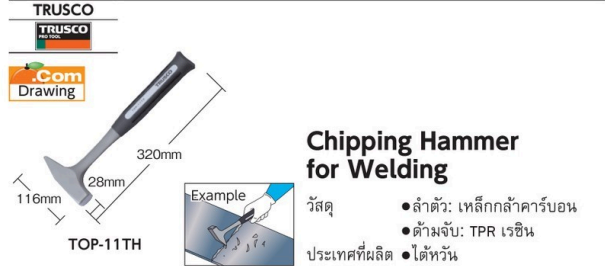 TRUSCO
TRUSCO
PRO TOOL
.Com
Drawing
TRUSCO
320mm
28mm
116mm
TOP-11TH
Example
Chipping Hammer
for Welding
วัสดุ ●ลำตัว: เหล็กกล้าคาร์บอน
●ด้ามจับ: TPR เรซิน
ประเทศที่ผลิต ●ไต้หวัน